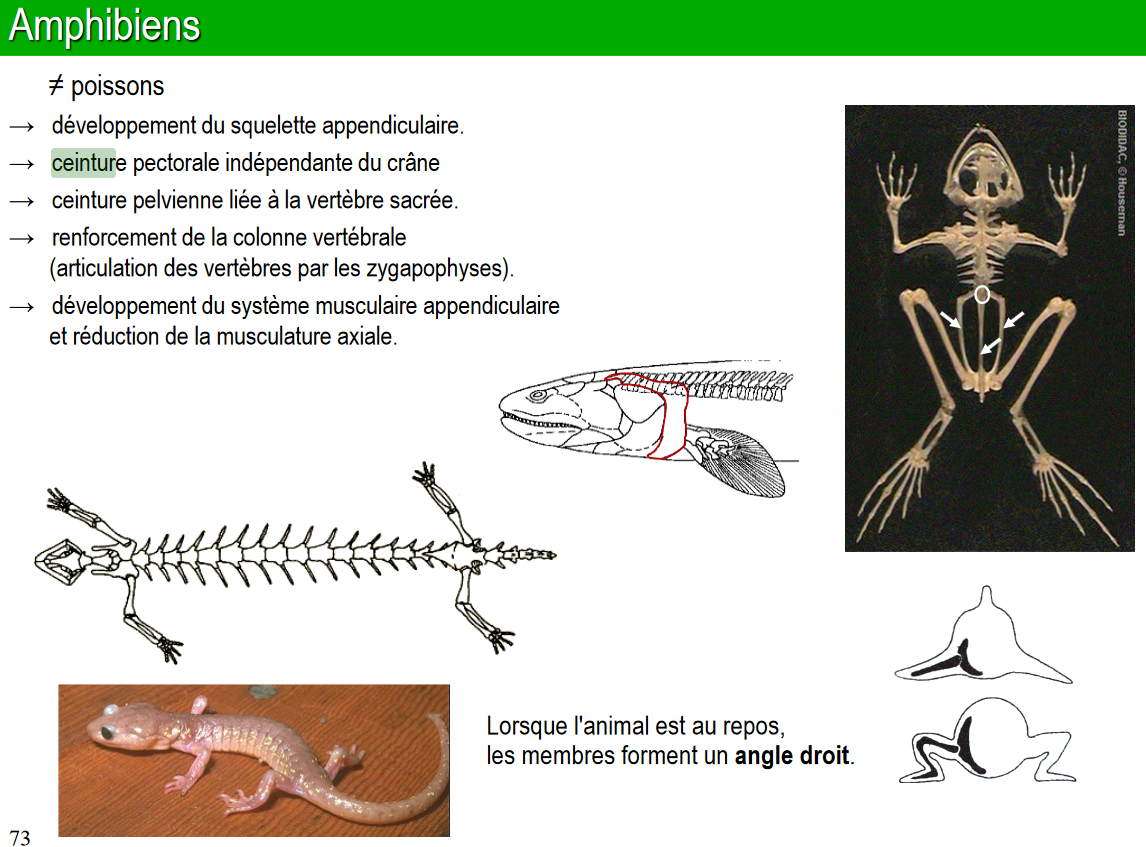 Amphibiens
≠ poissons
→ développement du squelette appendiculaire.
→ ceinture pectorale indépendante du crâne
→ ceinture pelvienne liée à la vertèbre sacrée.
→ renforcement de la colonne vertébrale
(articulation des vertèbres par les zygapophyses).
→ développement du système musculaire appendiculaire
et réduction de la musculature axiale.
BIODIDAC, © Houseman
Lorsque l'animal est au repos,
les membres forment un angle droit.
73